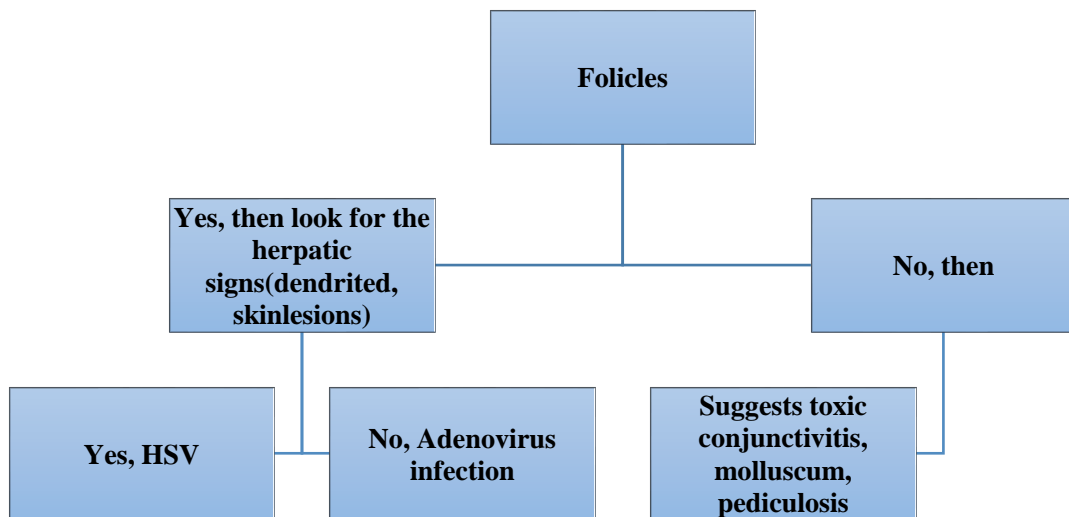 Folicles
Yes, then look for the
herpatic
signs(dendrited,
skinlesions)
No, then
Yes, HSV
No, Adenovirus
infection
Suggests toxic
conjunctivitis,
molluscum,
pediculosis